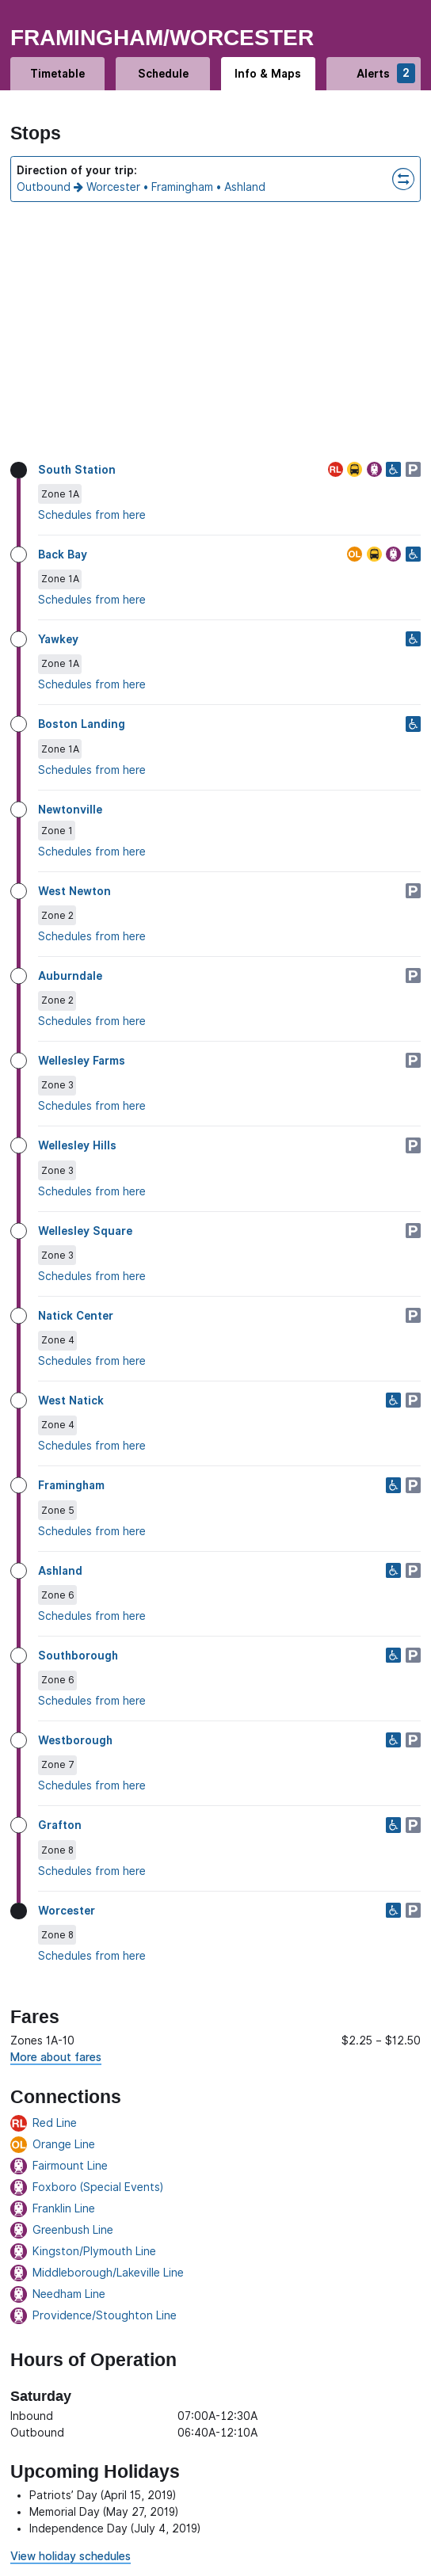 FRAMINGHAM/WORCESTER
Timetable
Schedule
Info & Maps
Alerts 2
Stops
Direction of your trip:
Outbound → Worcester • Framingham • Ashland
South Station RL P
Zone 1A
Schedules from here
Back Bay OL
Zone 1A
Schedules from here
Yawkey
Zone 1A
Schedules from here
Boston Landing
Zone 1A
Schedules from here
Newtonville
Zone 1
Schedules from here
West Newton P
Zone 2
Schedules from here
Auburndale P
Zone 2
Schedules from here
Wellesley Farms P
Zone 3
Schedules from here
Wellesley Hills P
Zone 3
Schedules from here
Wellesley Square P
Zone 3
Schedules from here
Natick Center P
Zone 4
Schedules from here
West Natick P
Zone 4
Schedules from here
Framingham P
Zone 5
Schedules from here
Ashland P
Zone 6
Schedules from here
Southborough P
Zone 6
Schedules from here
Westborough P
Zone 7
Schedules from here
Grafton P
Zone 8
Schedules from here
Worcester P
Zone 8
Schedules from here
Fares
Zones 1A-10 $2.25 – $12.50
More about fares
Connections
RL Red Line
OL Orange Line
Fairmount Line
Foxboro (Special Events)
Franklin Line
Greenbush Line
Kingston/Plymouth Line
Middleborough/Lakeville Line
Needham Line
Providence/Stoughton Line
Hours of Operation
Saturday
Inbound 07:00A-12:30A
Outbound 06:40A-12:10A
Upcoming Holidays
• Patriots’ Day (April 15, 2019)
• Memorial Day (May 27, 2019)
• Independence Day (July 4, 2019)
View holiday schedules